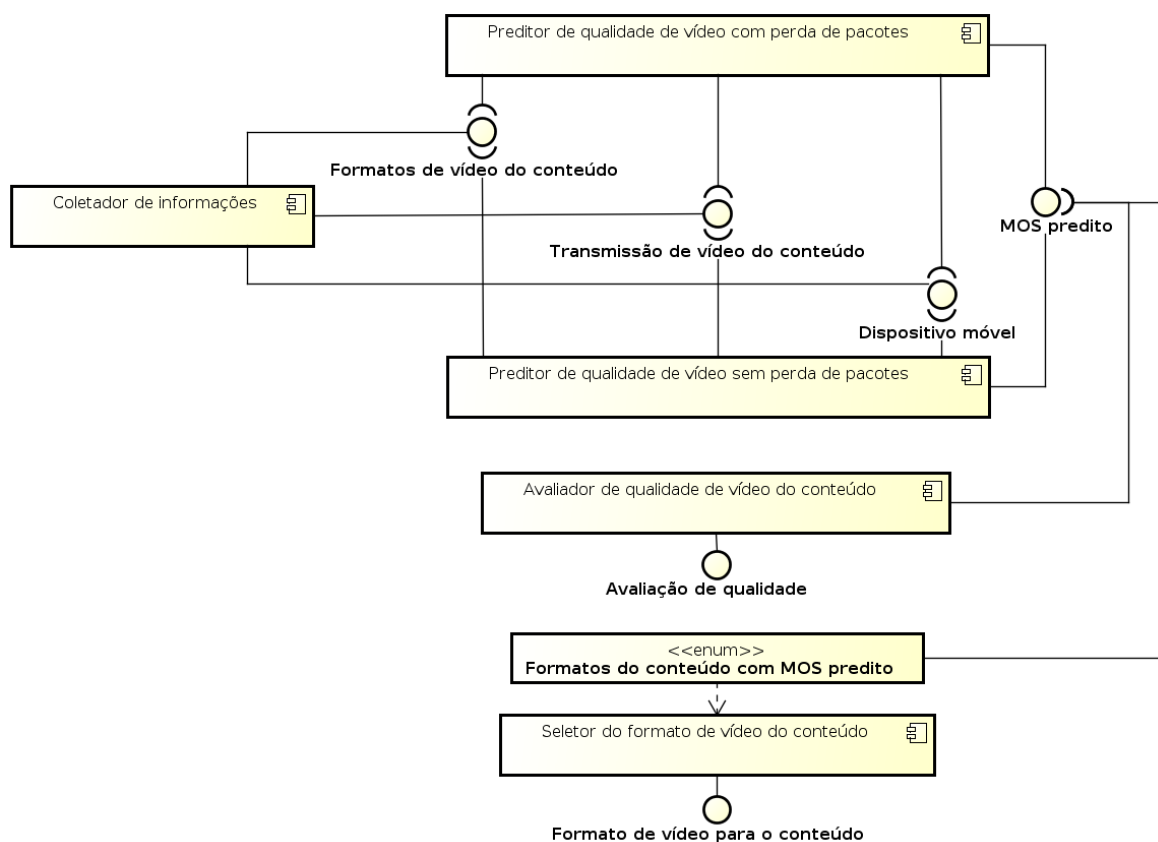 Preditor de qualidade de vídeo com perda de pacotes
Formatos de vídeo do conteúdo
Coletador de informações
MOS predito
Transmissão de vídeo do conteúdo
Dispositivo móvel
Preditor de qualidade de vídeo sem perda de pacotes
Avaliador de qualidade de vídeo do conteúdo
Avaliação de qualidade
<<enum>>
Formatos do conteúdo com MOS predito
Seletor do formato de vídeo do conteúdo
Formato de vídeo para o conteúdo